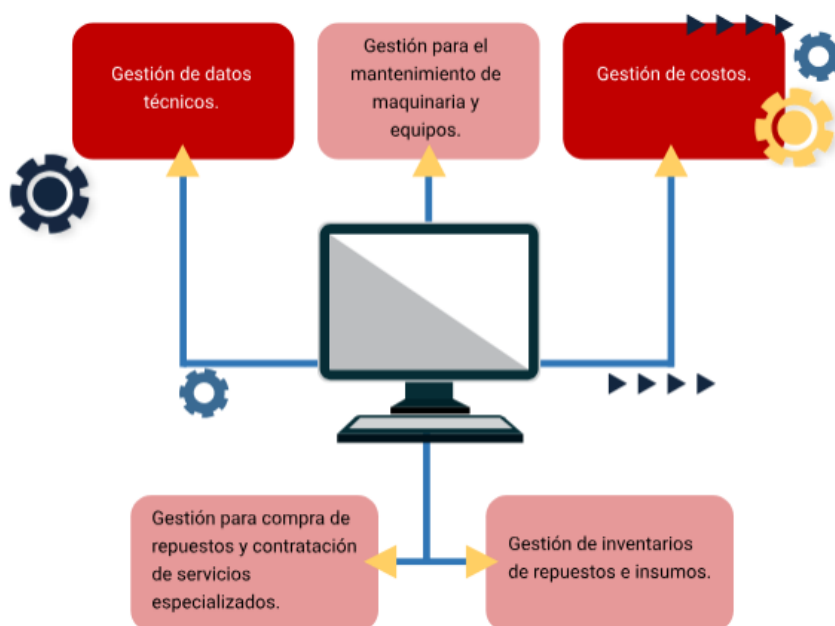 Gestión de datos
técnicos.
Gestión para el
mantenimiento de
maquinaria y
equipos.
Gestión de costos.
Gestión para compra de
repuestos y contratación
de servicios
especializados.
Gestión de inventarios
de repuestos e insumos.